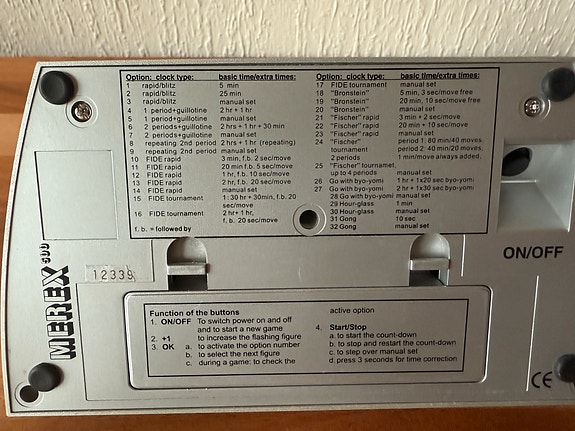 Option: clock type: basic time/extra times:
1 rapid/blitz 5 min
2 rapid/blitz 25 min
3 rapid/blitz manual set
4 1 period+guillotine 2 hr + 1 hr
5 2 periods+guillotine manual set
6 2 periods+guillotine 2 hrs + 1 hr + 30 min
7 2 periods+guillotine manual set
8 repeating 2nd period 2 hrs + 1 hr (repeating)
9 repeating 2nd period manual set
10 FIDE rapid 3 min, f.b. 2 sec/move
11 FIDE rapid 20 min f.b. 5 sec/move
12 FIDE rapid 1 hr, f.b. 10 sec/move
13 FIDE rapid 2 hr, f.b. 20 sec/move
14 FIDE rapid manual set
15 FIDE tournament 1:30 hr + 30min, f.b. 20
sec/move
16 FIDE tournament 2 hr+ 1 hr,
f.b. 20 sec/move
f.b. = followed by
Option: clock type: basic time/extra times:
17 FIDE tournament manual set
18 "Bronstein" 5 min, 3 sec/move free
19 "Bronstein" 20 min, 10 sec/move free
20 "Bronstein" manual set
21 "Fischer" rapid 3 min + 2 sec/move
22 "Fischer" rapid 20 min + 10 sec/move
23 "Fischer" rapid manual set
24 "Fischer" period 1: 80 min/40 moves,
tournament period 2: 40 min/20 moves,
2 periods 1 min/move always added.
25 "Fischer" tournemat.
up to 4 periods manual set
26 Go with byo-yomi 1 hr + 1x20 sec byo-yomi
27 Go with byo-yomi 2 hr + 1x30 sec byo-yomi
28 Go with byo-yomi manual set
29 Hour-glass 1 min
30 Hour-glass manual set
31 Gong 10 sec
32 Gong manual set
ON/OFF
MEREX 500
12339
Function of the buttons
1. ON/OFF To switch power on and off
and to start a new game
2. +1 to increase the flashing figure
3. OK a. to activate the option number
b. to select the next figure
c. during a game: to check the
active option
4. Start/Stop
a. to start the count-down
b. to stop and restart the count-down
c. to step over manual set
d. press 3 seconds for time correction
CE